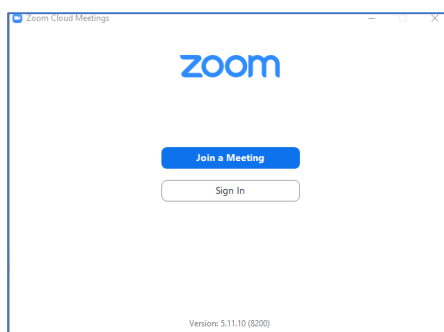 Zoom Cloud Meetings
zoom
Join a Meeting
Sign In
Version: 5.11.10 (8200)